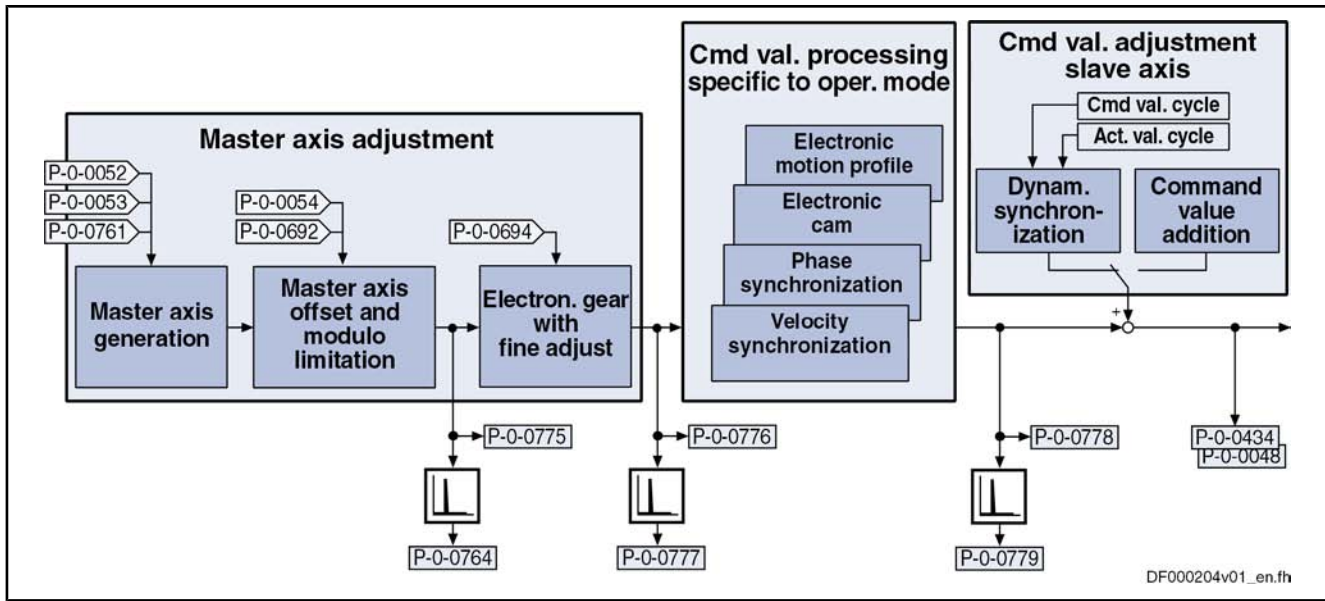 Master axis adjustment
P-0-0052
P-0-0053
P-0-0761
P-0-0054
P-0-0692
P-0-0694
Master axis
generation
Master axis
offset and
modulo
limitation
Electron. gear
with
fine adjust
Cmd val. processing
specific to oper. mode
Electronic
motion profile
Electronic
cam
Phase
synchronization
Velocity
synchronization
Cmd val. adjustment
slave axis
Cmd val. cycle
Act. val. cycle
Dynam.
synchron-
ization
Command
value
addition
+
P-0-0775
P-0-0776
P-0-0778
P-0-0434
P-0-0048
P-0-0764
P-0-0777
P-0-0779
DF000204v01_en.fh